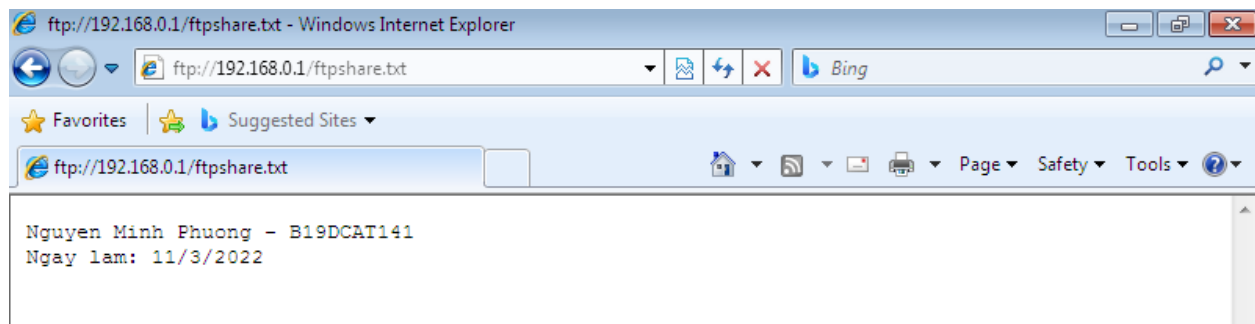 ftp://192.168.0.1/ftpshare.txt - Windows Internet Explorer
ftp://192.168.0.1/ftpshare.txt
Bing
Favorites
Suggested Sites
ftp://192.168.0.1/ftpshare.txt
Page
Safety
Tools
Nguyen Minh Phuong - B19DCAT141
Ngay lam: 11/3/2022